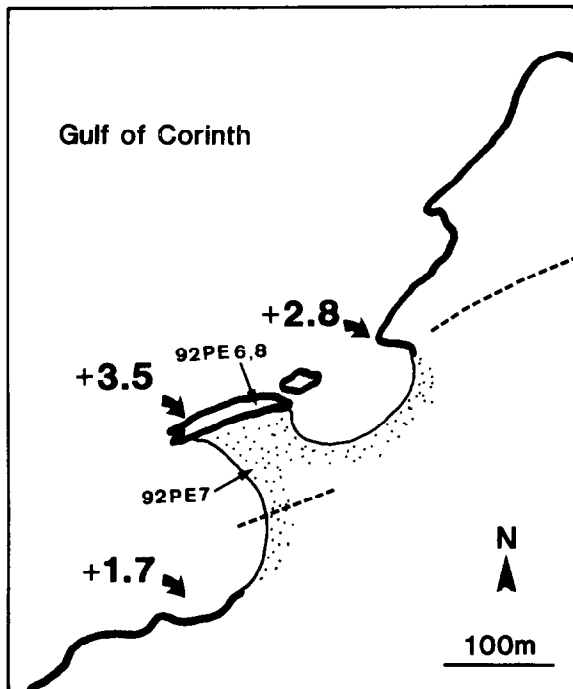 Gulf of Corinth
+2.8
92PE6,8
+3.5
92PE7
+1.7
N
100m